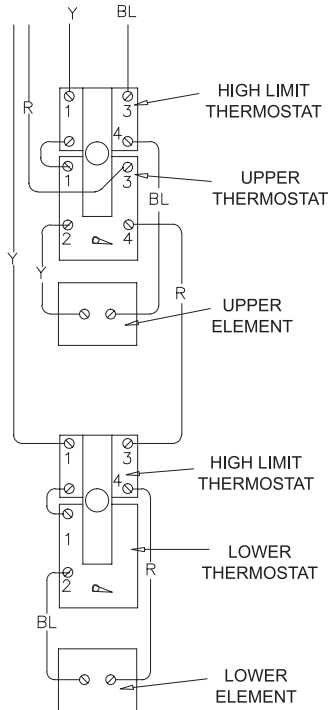 Y BL
1 3
HIGH LIMIT
THERMOSTAT
R
4
1 3
UPPER
THERMOSTAT
BL
2 4
Y Y R
UPPER
ELEMENT
1 3
HIGH LIMIT
THERMOSTAT
4
1
LOWER
THERMOSTAT
2 R
BL
LOWER
ELEMENT